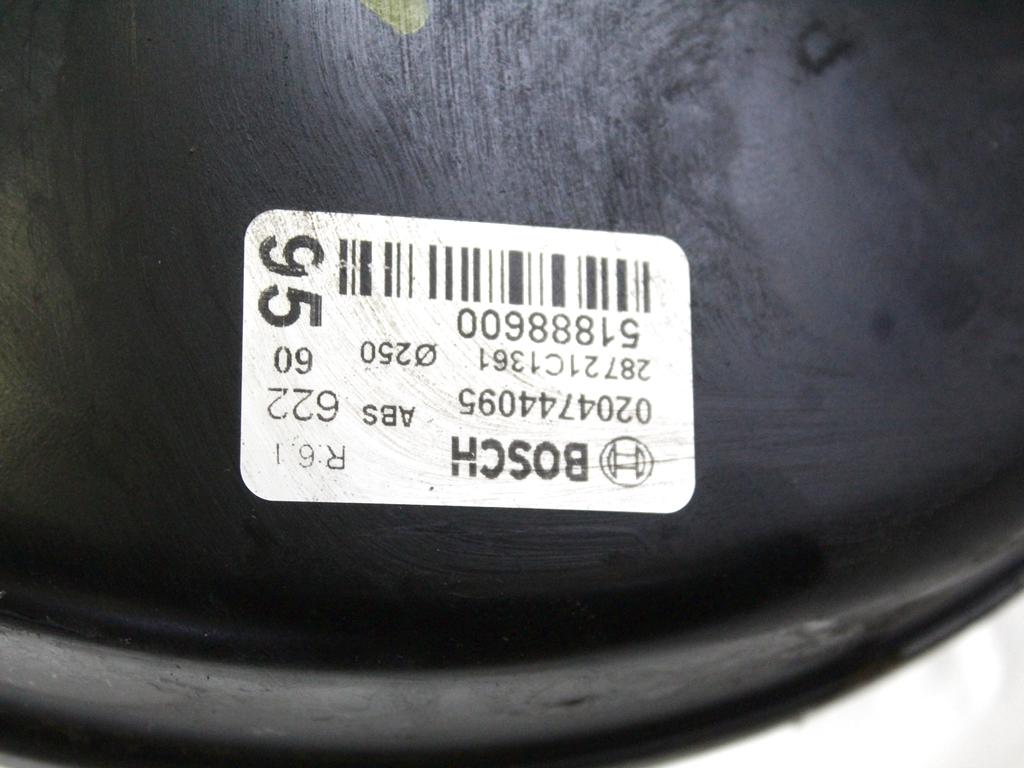 BOSCH R:6.1
0204744095 ABS 622
28721C1361 Ø250 60
51888600
95